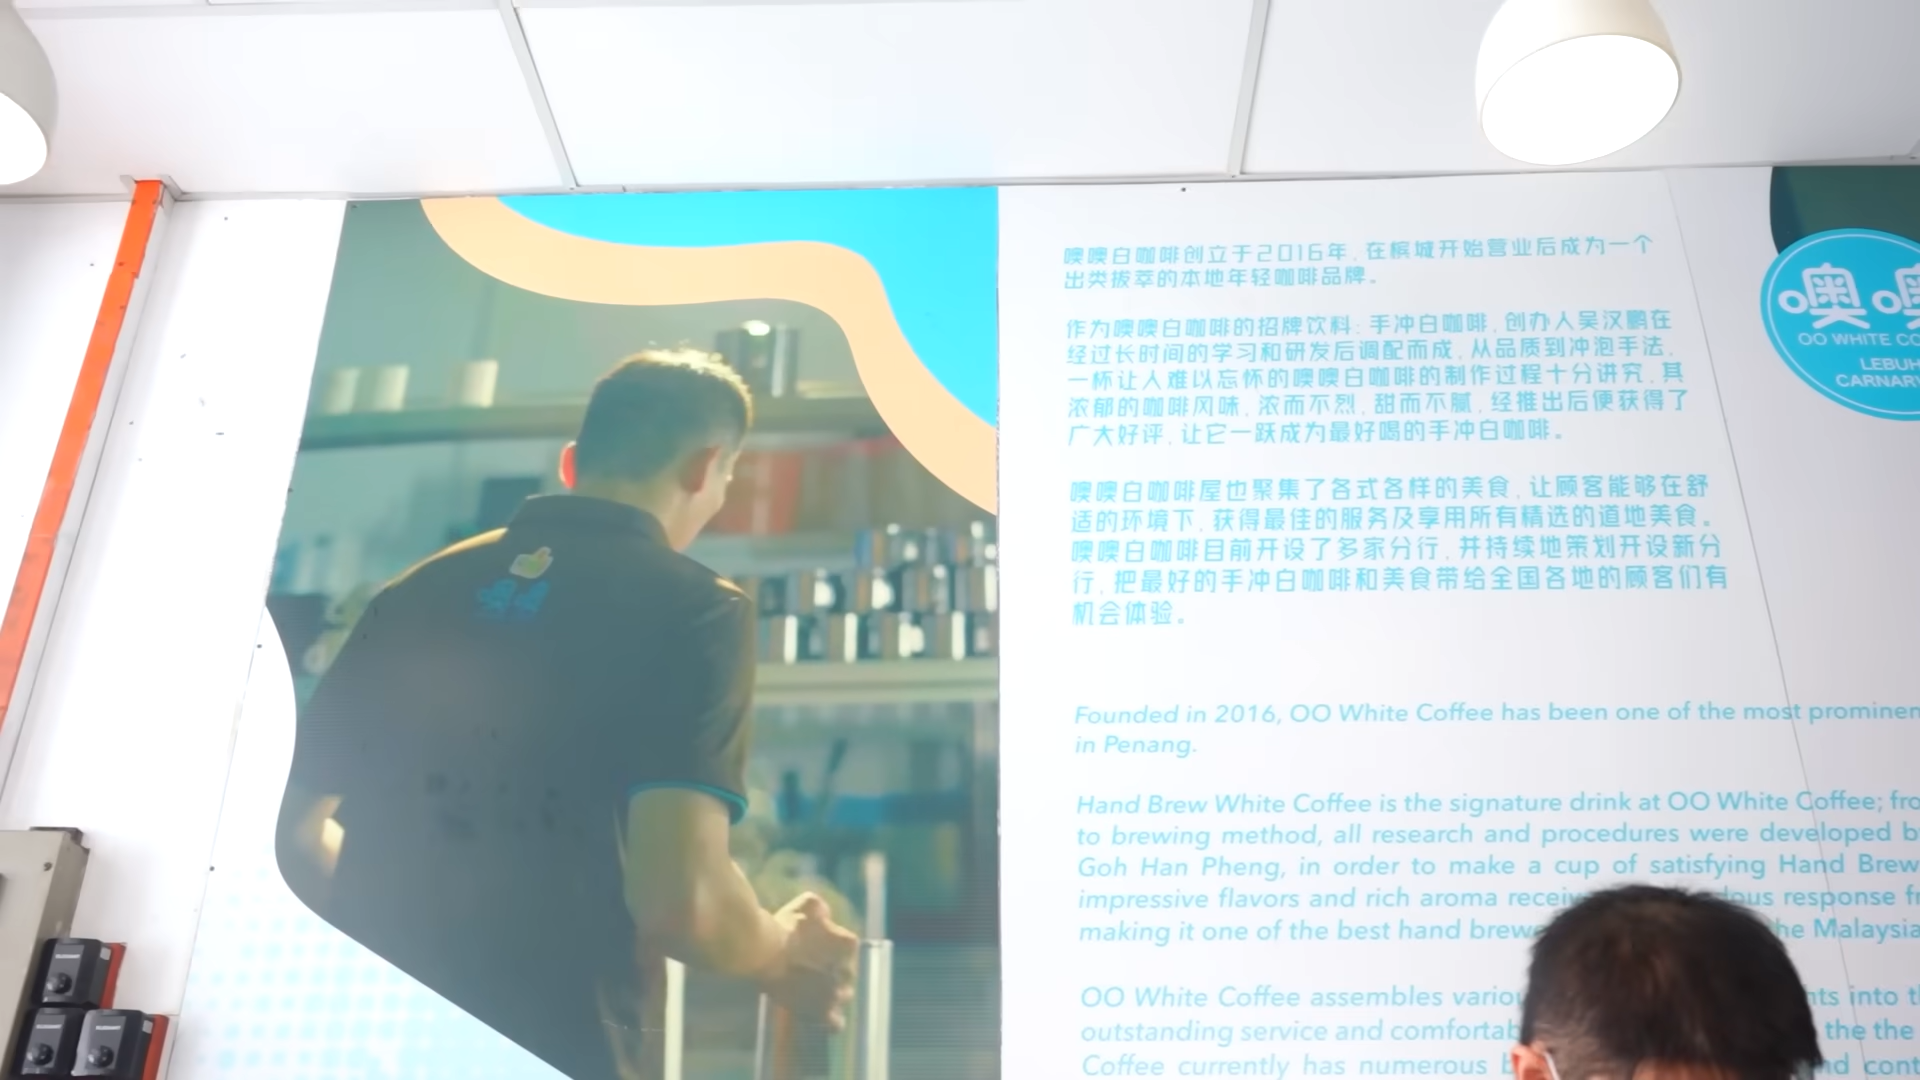 噢噢白咖啡创立于2016年,在槟城开始营业后成为一个
出类拔萃的本地年轻咖啡品牌。
作为噢噢白咖啡的招牌饮料:手冲白咖啡,创办人吴汉鹏在
经过长时间的学习和研发后调配而成,从品质到冲泡手法,
一杯让人难以忘怀的噢噢白咖啡的制作过程十分讲究,其
浓郁的咖啡风味,浓而不烈,甜而不腻,经推出后便获得了
广大好评,让它一跃成为最好喝的手冲白咖啡。
噢噢白咖啡屋也聚集了各式各样的美食,让顾客能够在舒
适的环境下,获得最佳的服务及享用所有精选的道地美食。
噢噢白咖啡目前开设了多家分行,并持续地策划开设新分
行,把最好的手冲白咖啡和美食带给全国各地的顾客们有
机会体验。
Founded in 2016, OO White Coffee has been one of the most
in Penang.
Hand Brew White Coffee is the signature drink at OO White Coffee;
to brewing method, all research and procedures were developed
Goh Han Pheng, in order to make a cup of satisfying Hand Brew
impressive flavors and rich aroma response
making it one of the best hand the
OO White Coffee assembles into
outstanding service and the the
Coffee currently has numerous
噢
OO WHITE